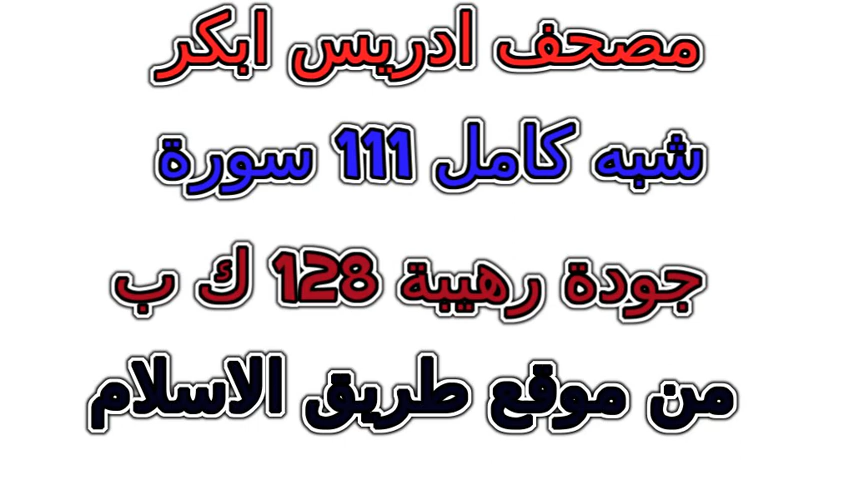 مصحف ادريس ابكر
شبه كامل 111 سورة
جودة رهيبة 128 ك ب
من موقع طريق الاسلام